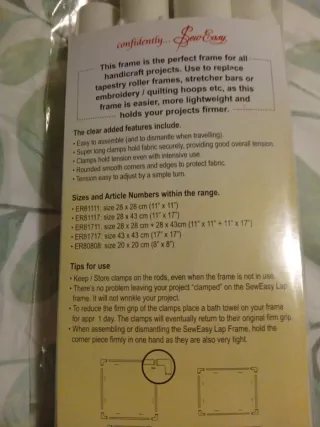 confidently... SewEasy
This frame is the perfect frame for all
handicraft projects. Use to replace
tapestry roller frames, stretcher bars or
embroidery / quilting hoops etc, as this
frame is easier, more lightweight and
holds your projects firmer.
The clear added features include.
• Easy to assemble (and to dismantle when travelling).
• Super long clamps hold fabric securely, providing good overall tension.
• Clamps hold tension even with intensive use.
• Rounded smooth corners and edges to protect fabric.
• Tension easy to adjust by a simple turn.
Sizes and Article Numbers within the range.
• ER81111: size 28 x 28 cm (11" x 11")
• ER81117: size 28 x 43 cm (11" x 17")
• ER81711: size 28 x 28 cm + 28 x 43cm (11" x 11" + 11" x 17")
• ER81717: size 43 x 43 cm (17" x 17")
• ER80808: size 20 x 20 cm (8" x 8")
Tips for use
• Keep / Store clamps on the rods, even when the frame is not in use.
• There's no problem leaving your project "clamped" on the SewEasy Lap
frame. It will not wrinkle your project.
• To reduce the firm grip of the clamps place a bath towel on your frame
for appr. 1 day. The clamps will eventually return to their original firm grip.
• When assembling or dismantling the SewEasy Lap Frame, hold the
corner piece firmly in one hand as they are also very tight.